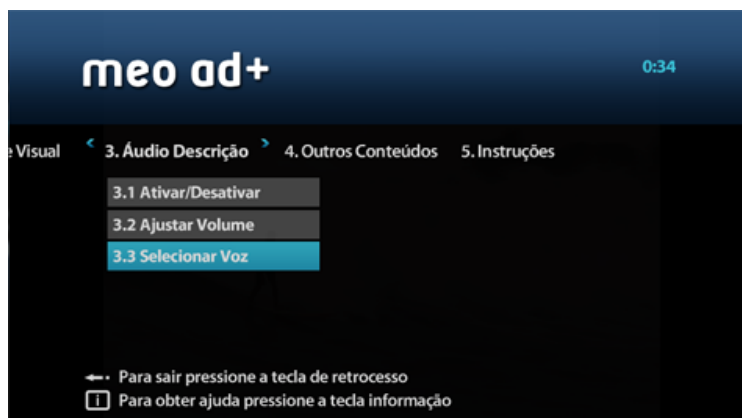 meo ad+
0:34
e Visual < 3. Áudio Descrição > 4. Outros Conteúdos 5. Instruções
3.1 Ativar/Desativar
3.2 Ajustar Volume
3.3 Selecionar Voz
Para sair pressione a tecla de retrocesso
i Para obter ajuda pressione a tecla informação